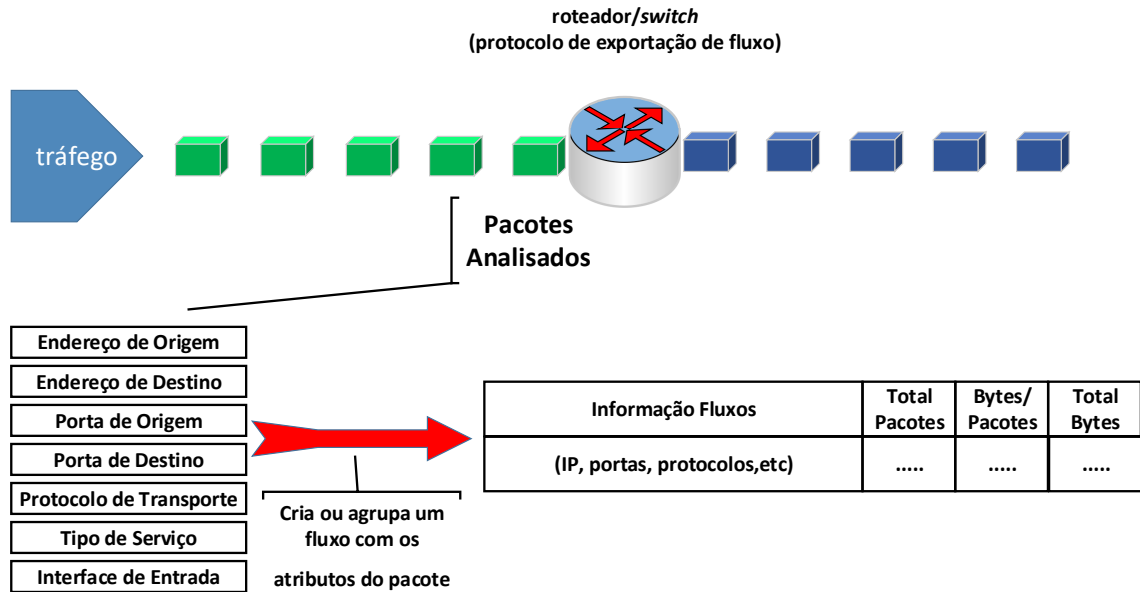 roteador/switch
(protocolo de exportação de fluxo)
tráfego
Pacotes
Analisados
Endereço de Origem
Endereço de Destino
Porta de Origem
Porta de Destino
Protocolo de Transporte
Tipo de Serviço
Interface de Entrada
Cria ou agrupa um
fluxo com os
atributos do pacote
Informação Fluxos
Total
Pacotes
Bytes/
Pacotes
Total
Bytes
(IP, portas, protocolos,etc)
.....
.....
.....